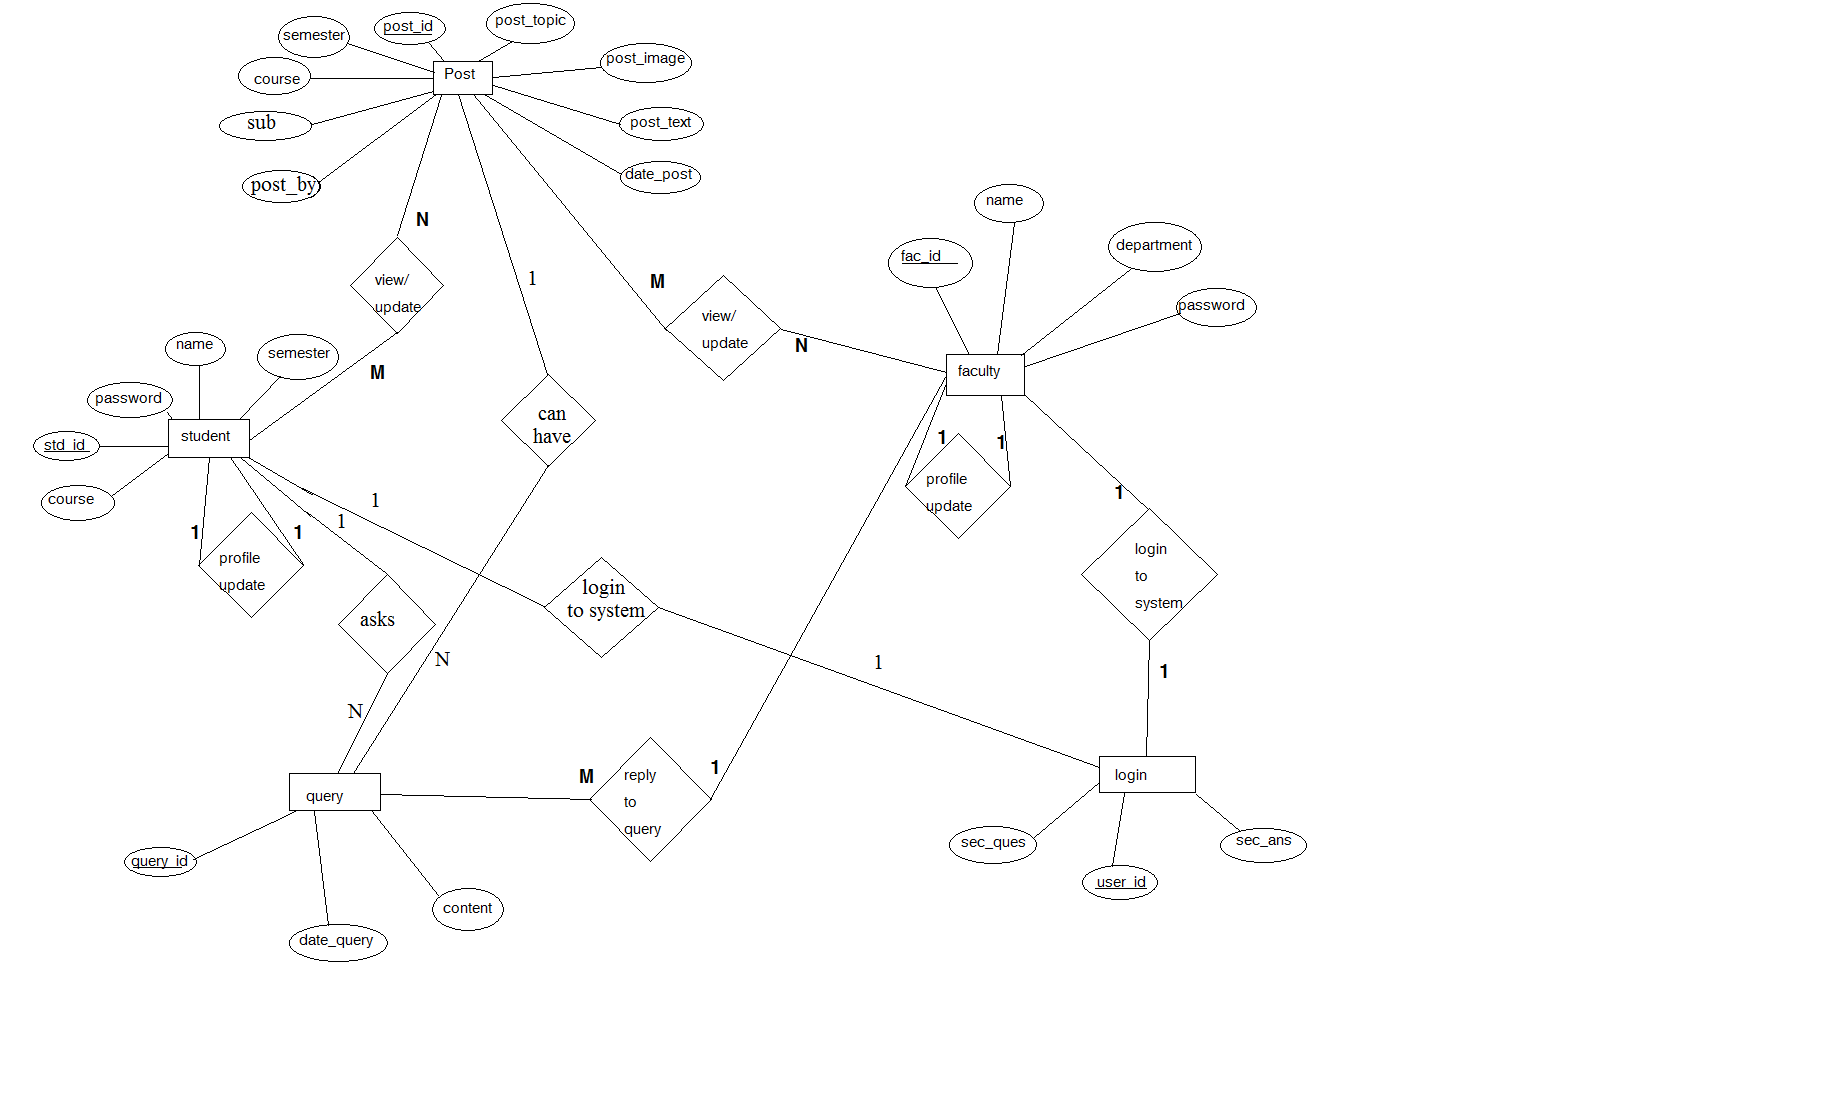 post_id
post_topic
semester
post_image
Post
course
sub
post_text
date_post
post_by
name
N
department
fac_id
1
M
view/
update
password
view/
update
N
name
semester
M
faculty
password
can
have
student
std_id
1
1
course
1
profile
update
1
1
1
1
1
login
to
system
profile
update
login
to system
asks
N
1
1
N
M
1
reply
to
query
login
query
sec_ques
sec_ans
query_id
user_id
content
date_query